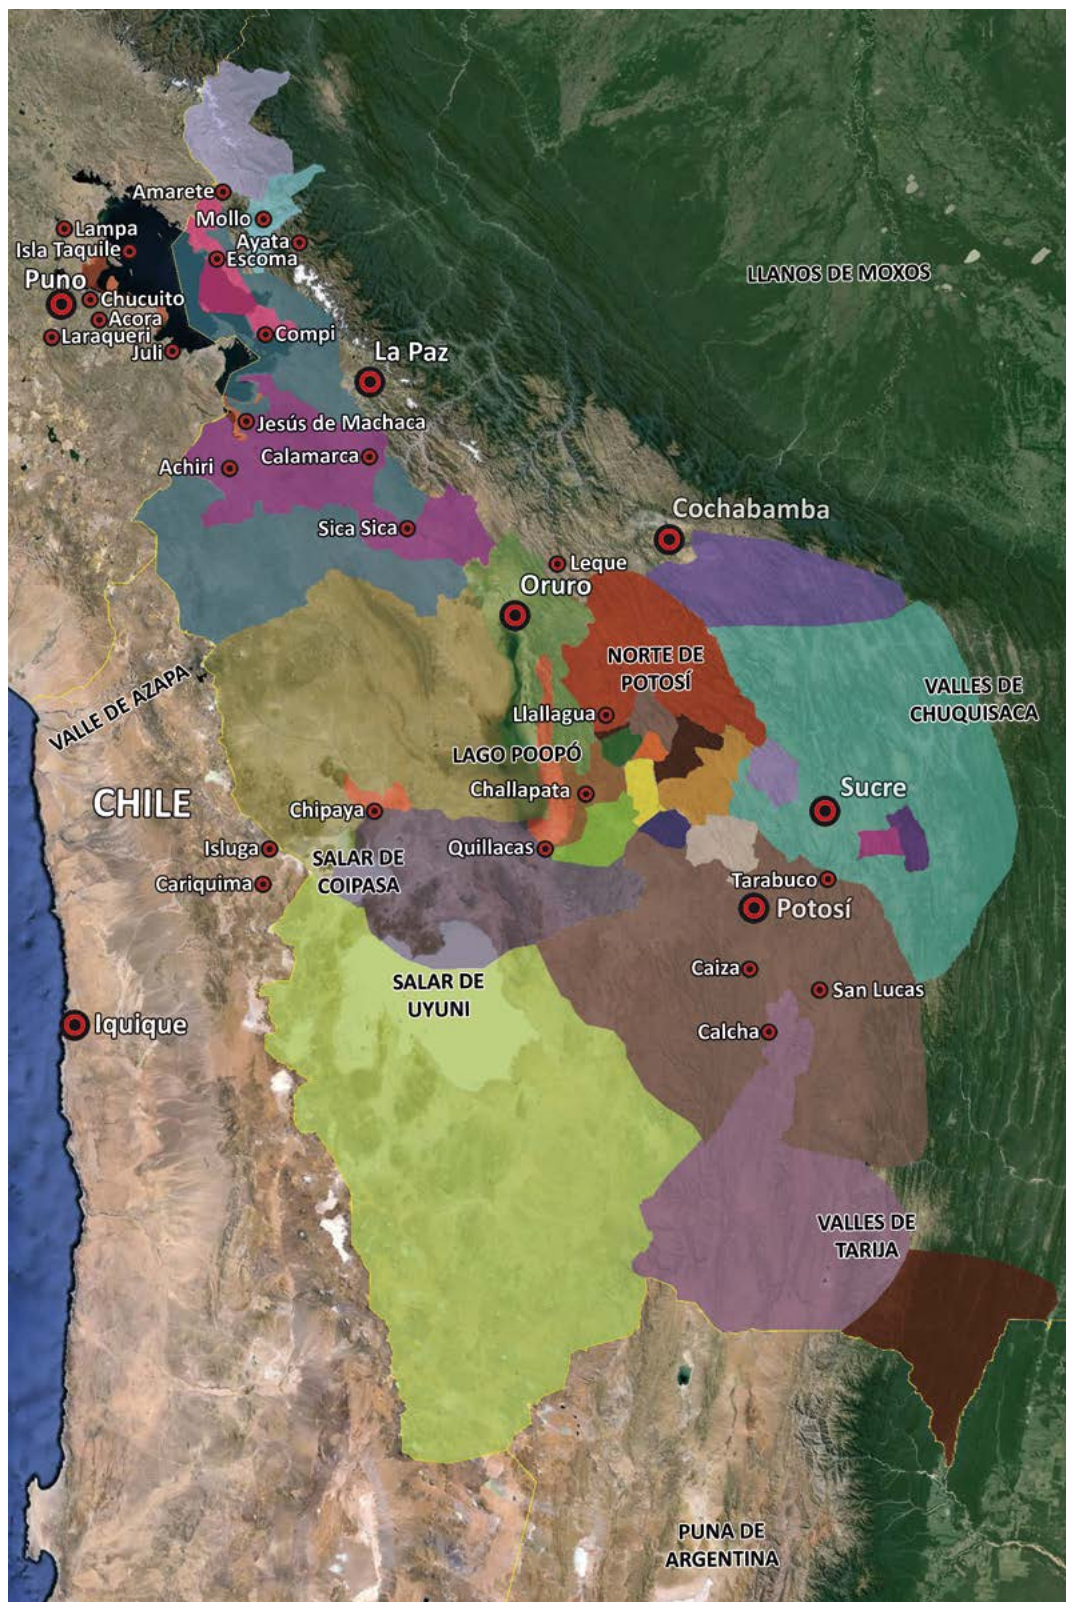 Amarete
Mollo
Lampa
Ayata
Isla Taquile
Escoma
LLANOS DE MOXOS
Puno
Chucuito
Acora
Laraqueri
Compi
Juli
La Paz
Jesús de Machaca
Calamarca
Achiri
Cochabamba
Sica Sica
Leque
Oruro
NORTE DE
POTOSÍ
VALLE DE AZAPA
VALLES DE
CHUQUISACA
Llallagua
LAGO POOPÓ
Challapata
Sucre
CHILE
Chipaya
Isluga
Quillacas
SALAR DE
COIPASA
Cariquima
Tarabuco
Potosí
Caiza
SALAR DE
UYUNI
San Lucas
Iquique
Calcha
VALLES DE
TARIJA
PUNA DE
ARGENTINA